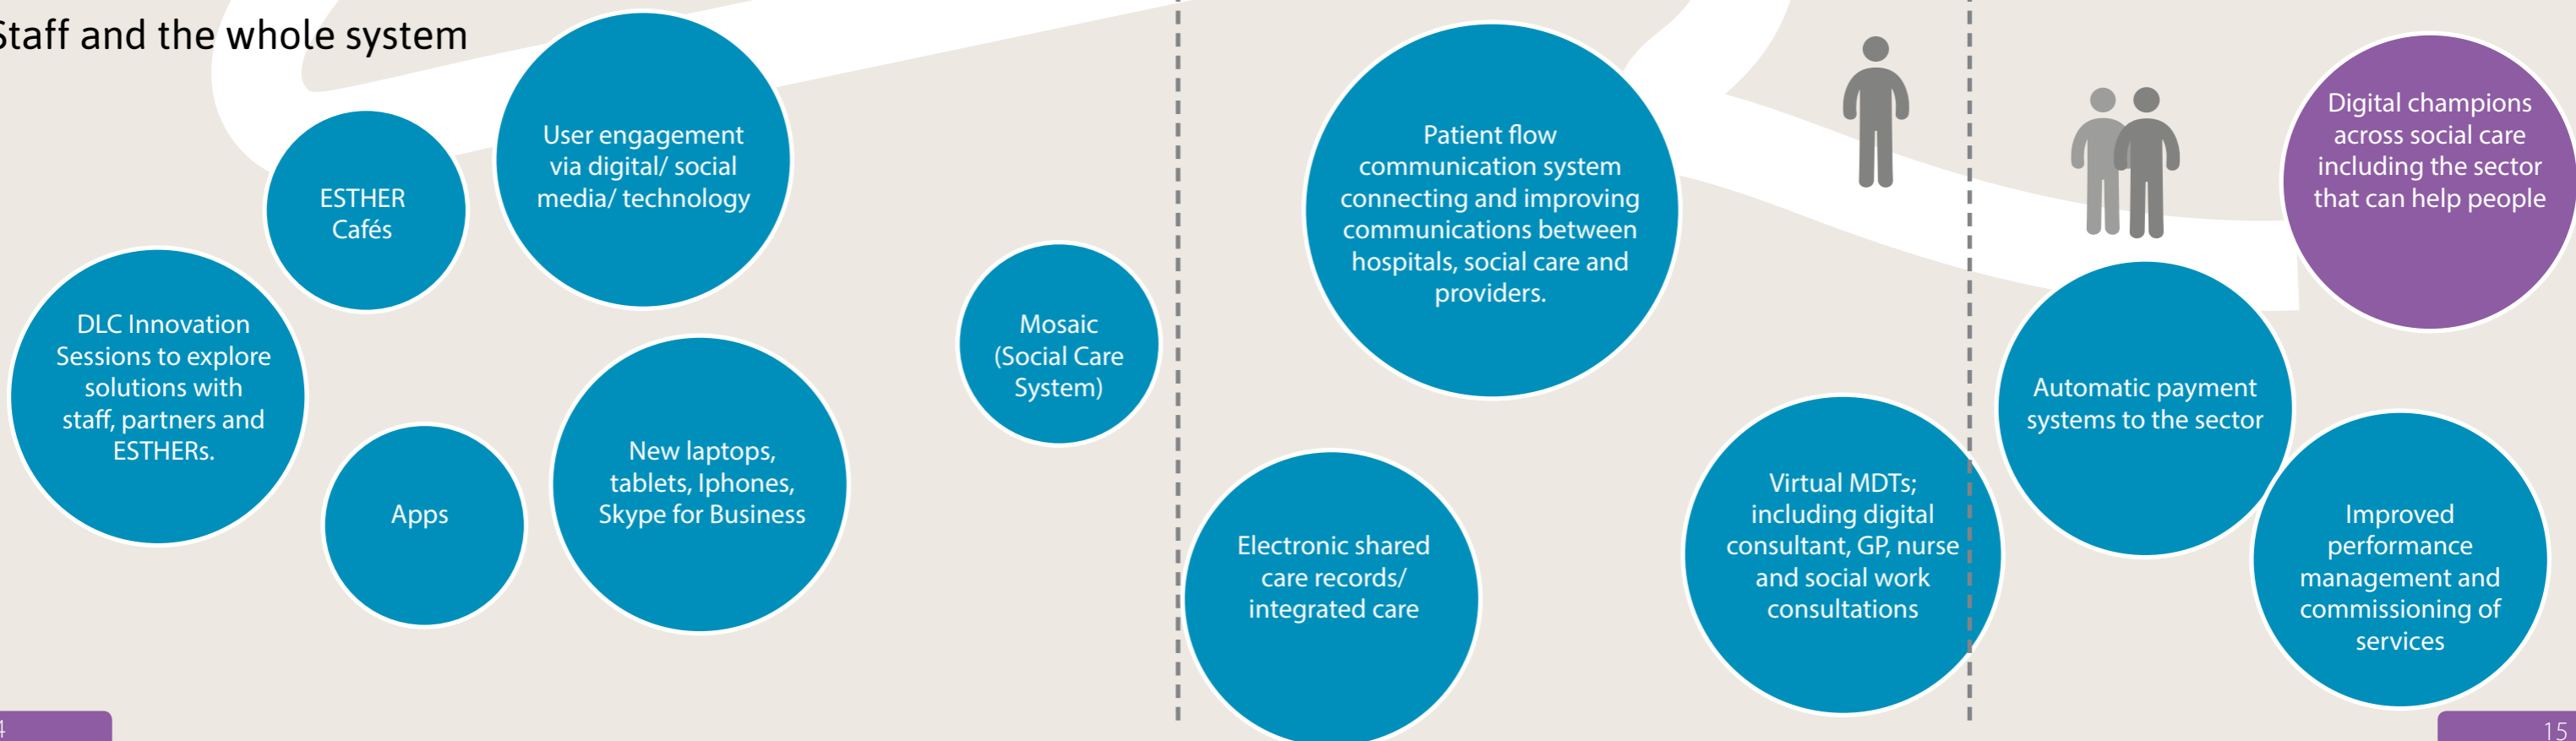 Staff and the whole system
ESTHER
Cafés
User engagement
via digital/ social
media/ technology
DLC Innovation
Sessions to explore
solutions with
staff, partners and
ESTHERs.
Apps
New laptops,
tablets, Iphones,
Skype for Business
Mosaic
(Social Care
System)
Patient flow
communication system
connecting and improving
communications between
hospitals, social care and
providers.
Electronic shared
care records/
integrated care
Virtual MDTs;
including digital
consultant, GP, nurse
and social work
consultations
Digital champions
across social care
including the sector
that can help people
Automatic payment
systems to the sector
Improved
performance
management and
commissioning of
services
4
15